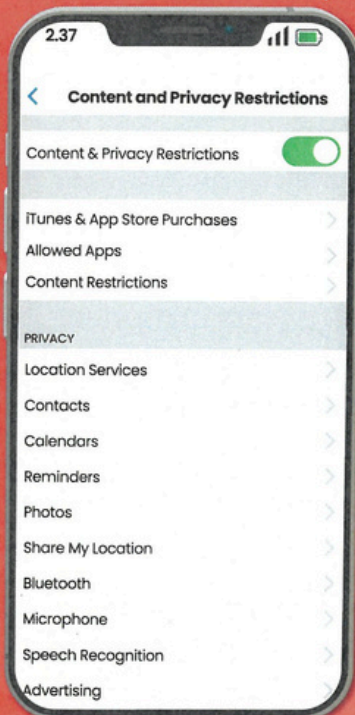 2.37
Content and Privacy Restrictions
Content & Privacy Restrictions
iTunes & App Store Purchases
Allowed Apps
Content Restrictions
PRIVACY
Location Services
Contacts
Calendars
Reminders
Photos
Share My Location
Bluetooth
Microphone
Speech Recognition
Advertising